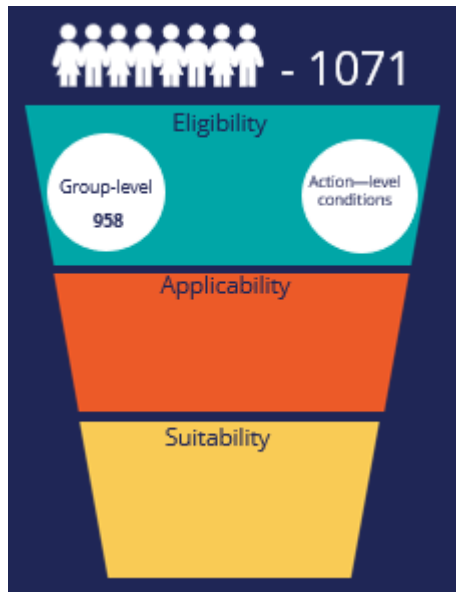 - 1071
Eligibility
Group-level
958
Action—level
conditions
Applicability
Suitability